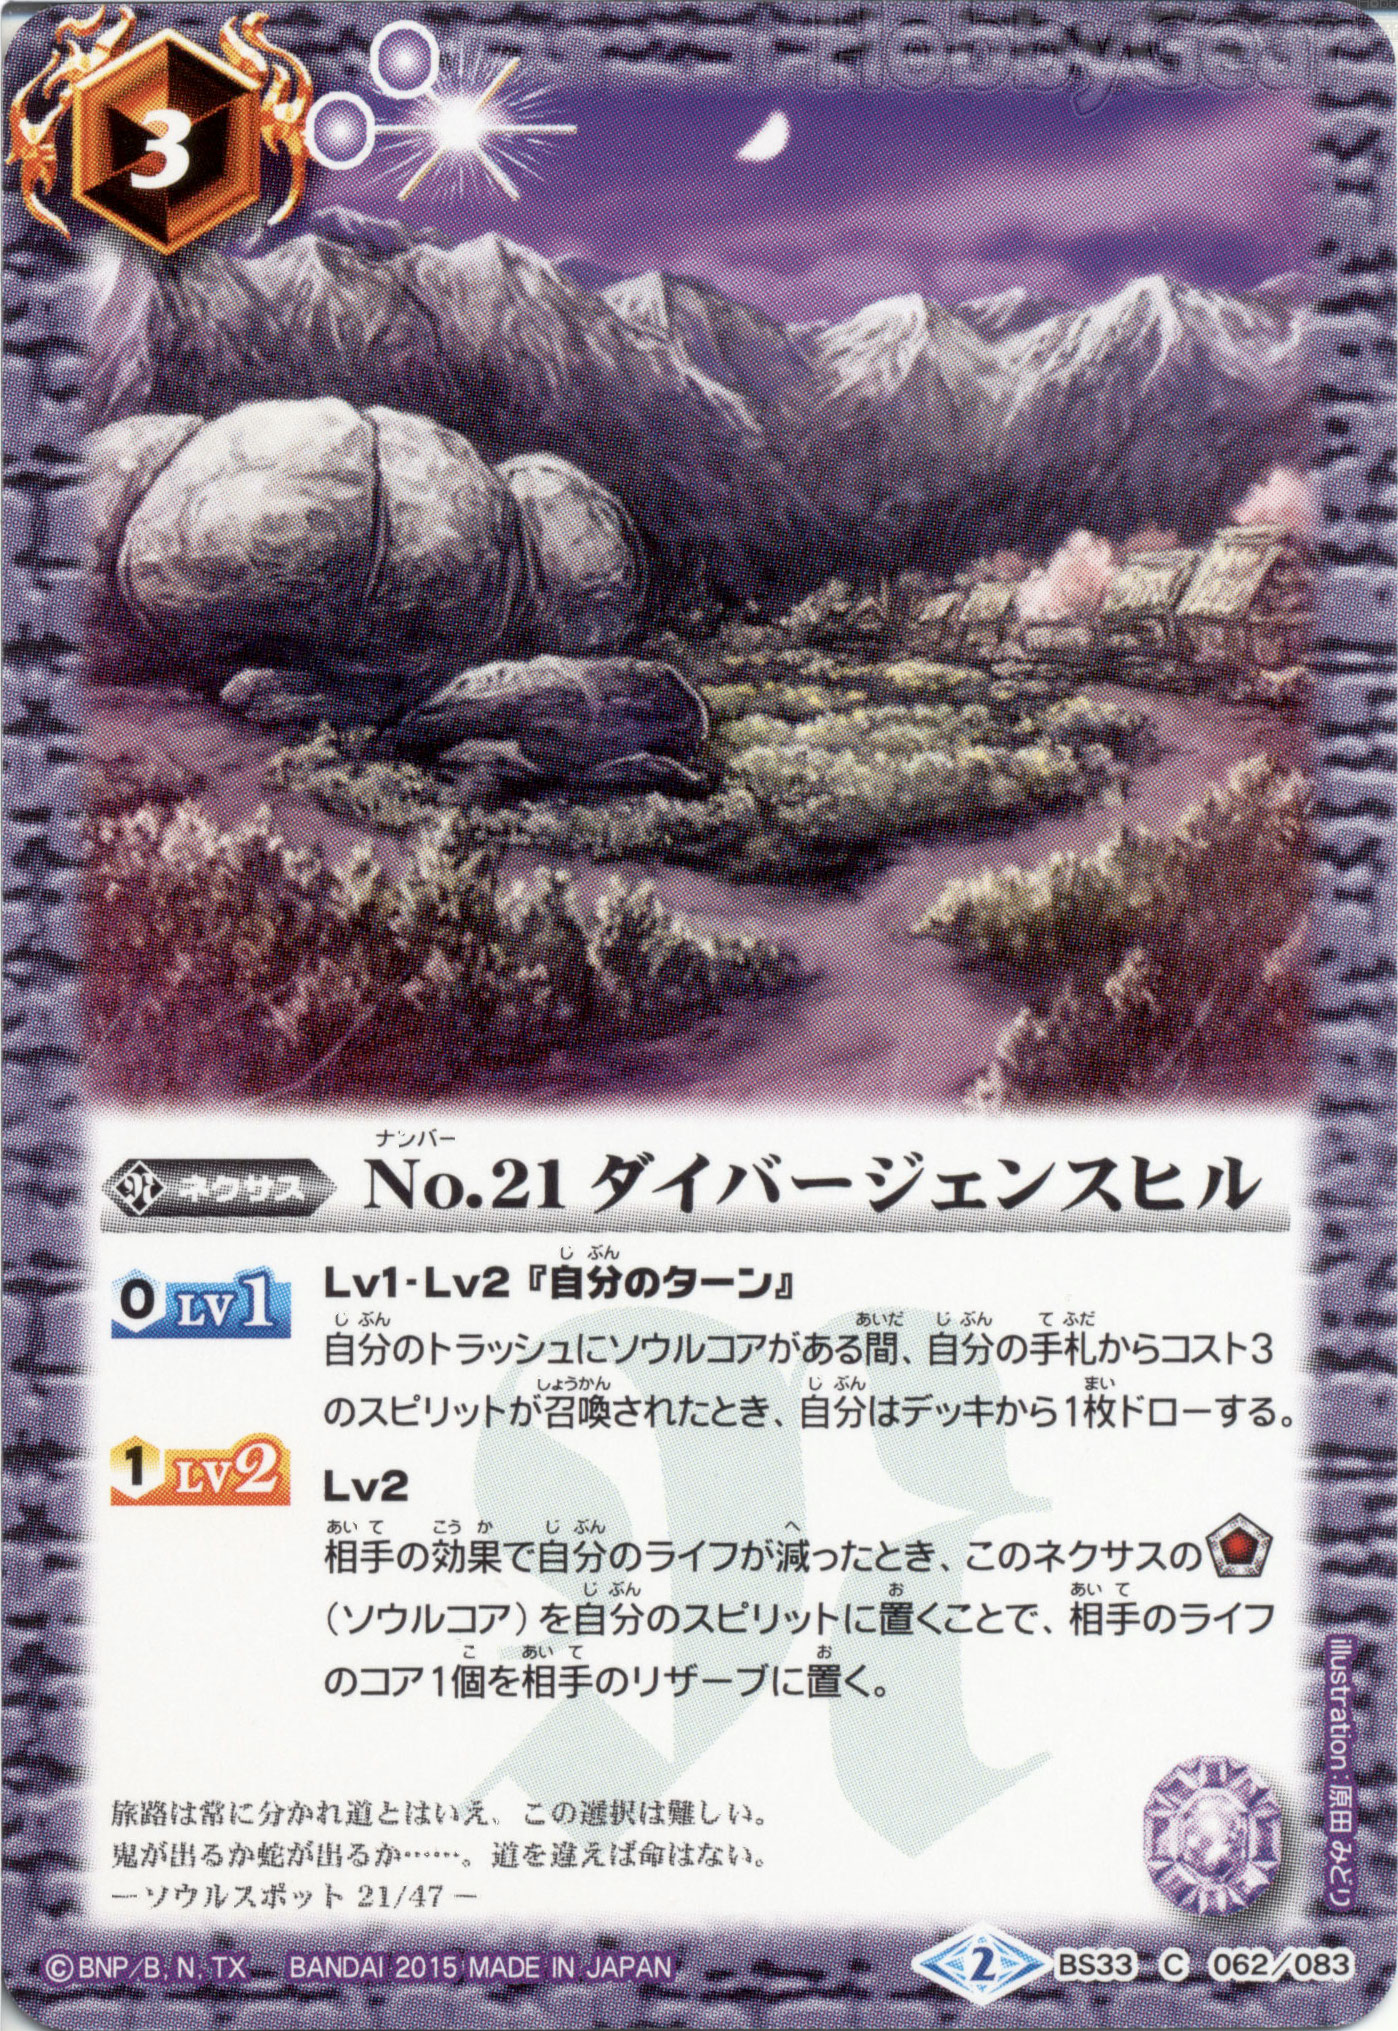 HobbyGear
3
ナンバー
ネクサス
No.21 ダイバージェンスヒル
0 LV1
Lv1・Lv2『自分のターン』
自分のトラッシュにソウルコアがある間、自分の手札からコスト3
のスピリットが召喚されたとき、自分はデッキから1枚ドローする。
1 LV2
Lv2
相手の効果で自分のライフが減ったとき、このネクサスの
(ソウルコア)を自分のスピリットに置くことで、相手のライフ
のコア1個を相手のリザーブに置く。
旅路は常に分かれ道とはいえ、この選択は難しい。
鬼が出るか蛇が出るか……。道を違えば命はない。
―ソウルスポット 21/47―
illustration:原田 みどり
©BNP/B, N, TX BANDAI 2015 MADE IN JAPAN
2 BS33 C 062/083